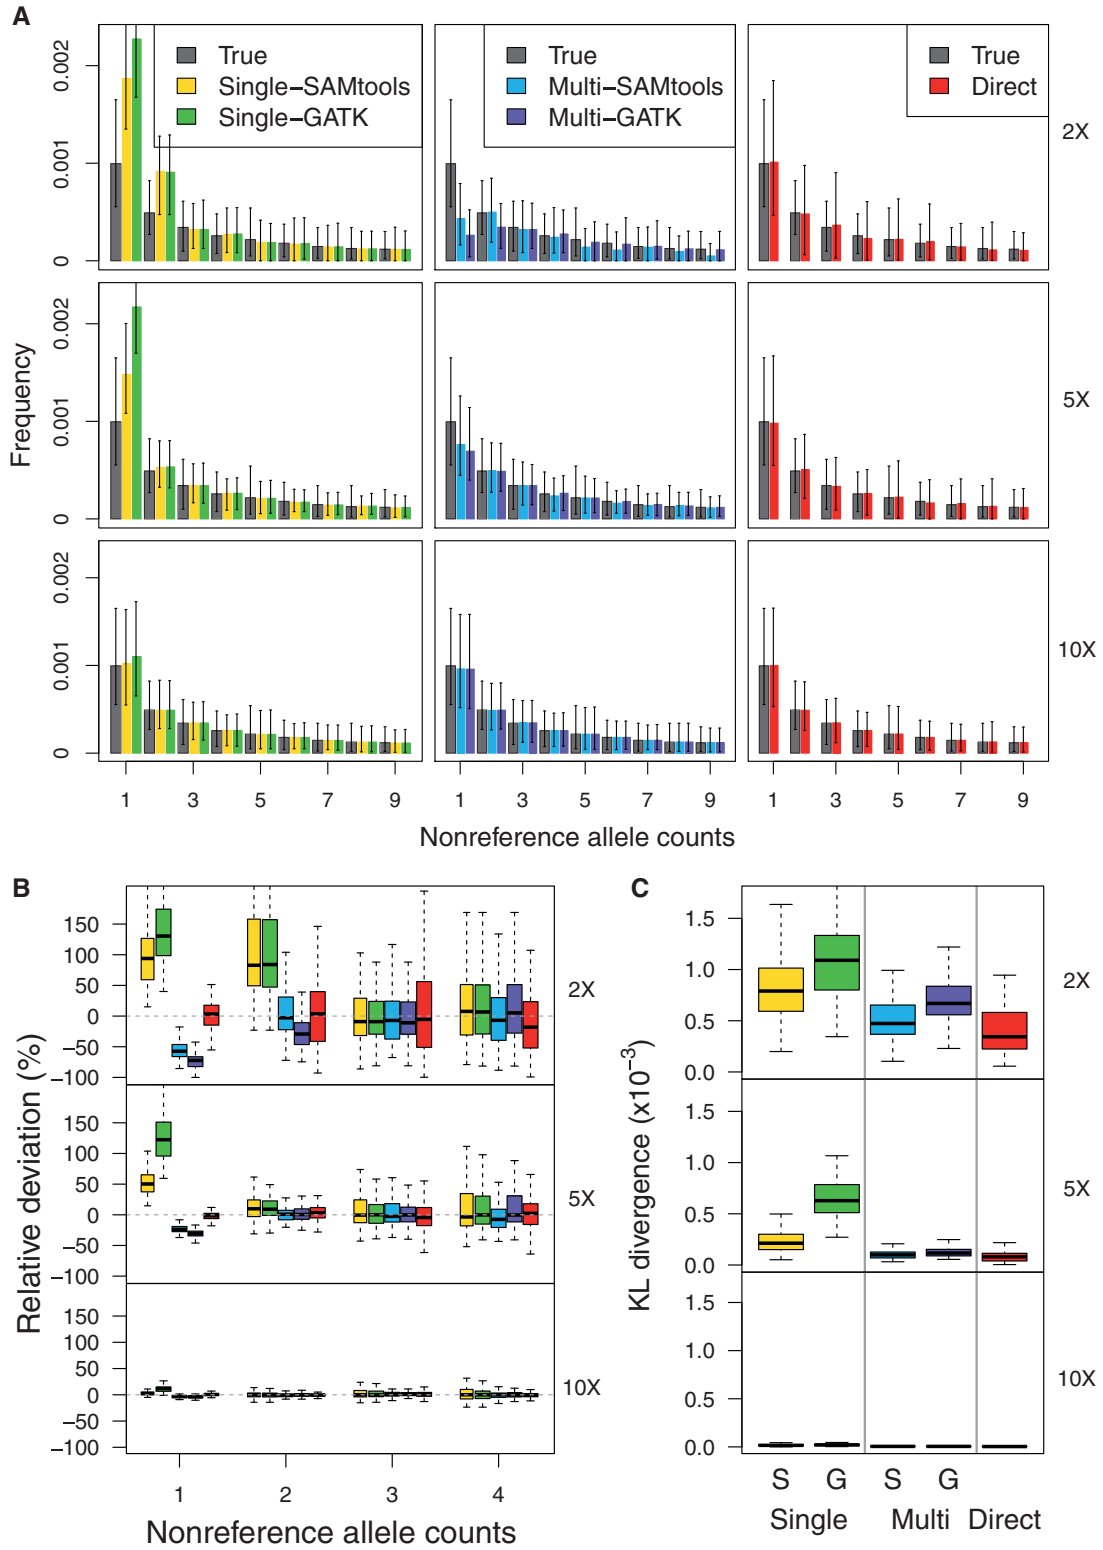 A
True
Single−SAMtools
Single−GATK
True
Multi−SAMtools
Multi−GATK
True
Direct
0.002
0.001
0
2X
0.002
0.001
0
5X
0.002
0.001
0
10X
Frequency
1 3 5 7 9
1 3 5 7 9
1 3 5 7 9
Nonreference allele counts
B
150
100
50
0
−50
−100
2X
150
100
50
0
−50
−100
5X
150
100
50
0
−50
−100
10X
Relative deviation (%)
1 2 3 4
Nonreference allele counts
C
1.5
1.0
0.5
0.0
2X
1.5
1.0
0.5
0.0
5X
1.5
1.0
0.5
0.0
10X
KL divergence (x10⁻³)
S G S G
Single Multi Direct